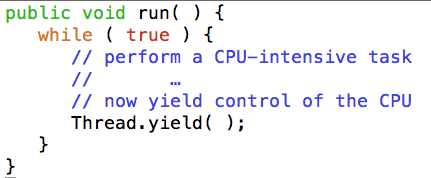 public void run( ) {
while ( true ) {
// perform a CPU-intensive task
// …
// now yield control of the CPU
Thread.yield( );
}
}